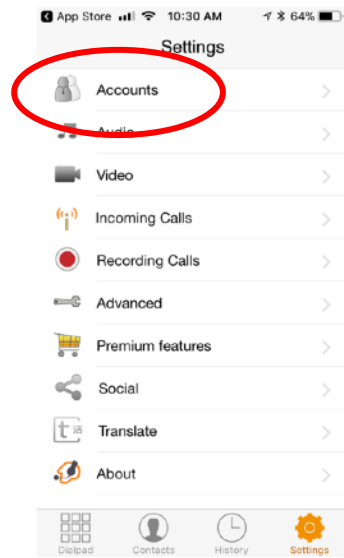 App Store 10:30 AM 64%
Settings
Accounts
Audio
Video
Incoming Calls
Recording Calls
Advanced
Premium features
Social
Translate
About
Dialpad Contacts History Settings